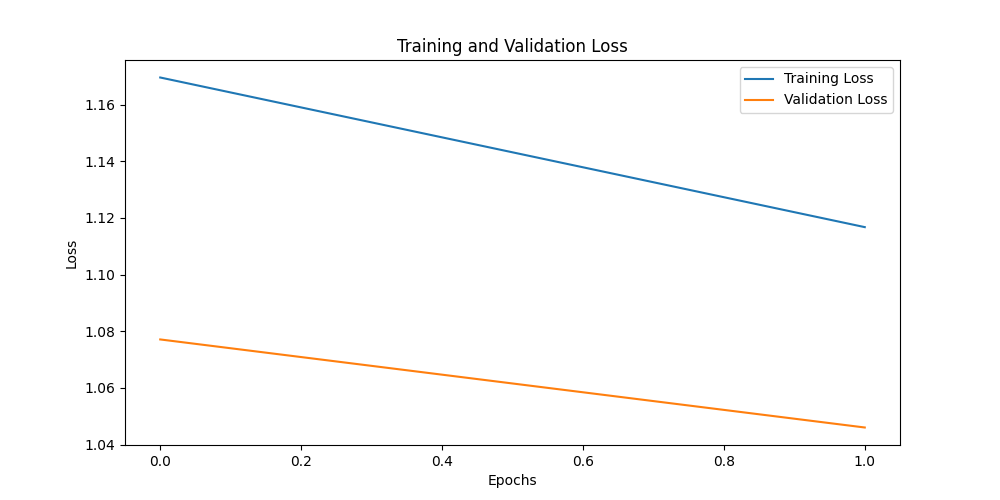 Training and Validation Loss
Training Loss
Validation Loss
1.16
1.14
1.12
1.10
1.08
1.06
1.04
Loss
0.0 0.2 0.4 0.6 0.8 1.0
Epochs